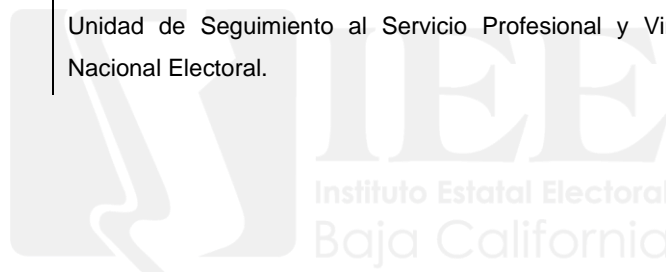 Unidad de Seguimiento al Servicio Profesional y Vi
Nacional Electoral.
IEE
Instituto Estatal Electoral
Baja California